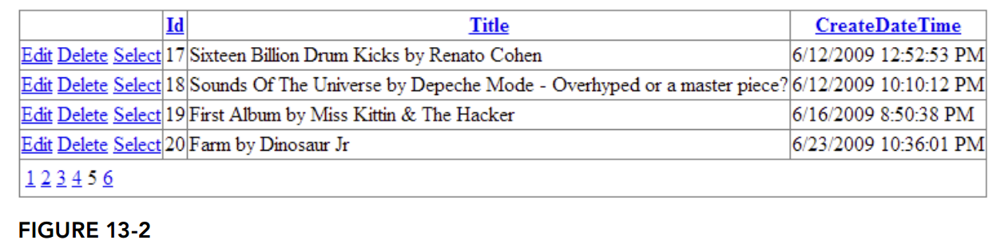 Id Title CreateDateTime
Edit Delete Select 17 Sixteen Billion Drum Kicks by Renato Cohen 6/12/2009 12:52:53 PM
Edit Delete Select 18 Sounds Of The Universe by Depeche Mode - Overhyped or a master piece? 6/12/2009 10:10:12 PM
Edit Delete Select 19 First Album by Miss Kittin & The Hacker 6/16/2009 8:50:38 PM
Edit Delete Select 20 Farm by Dinosaur Jr 6/23/2009 10:36:01 PM
1 2 3 4 5 6
FIGURE 13-2